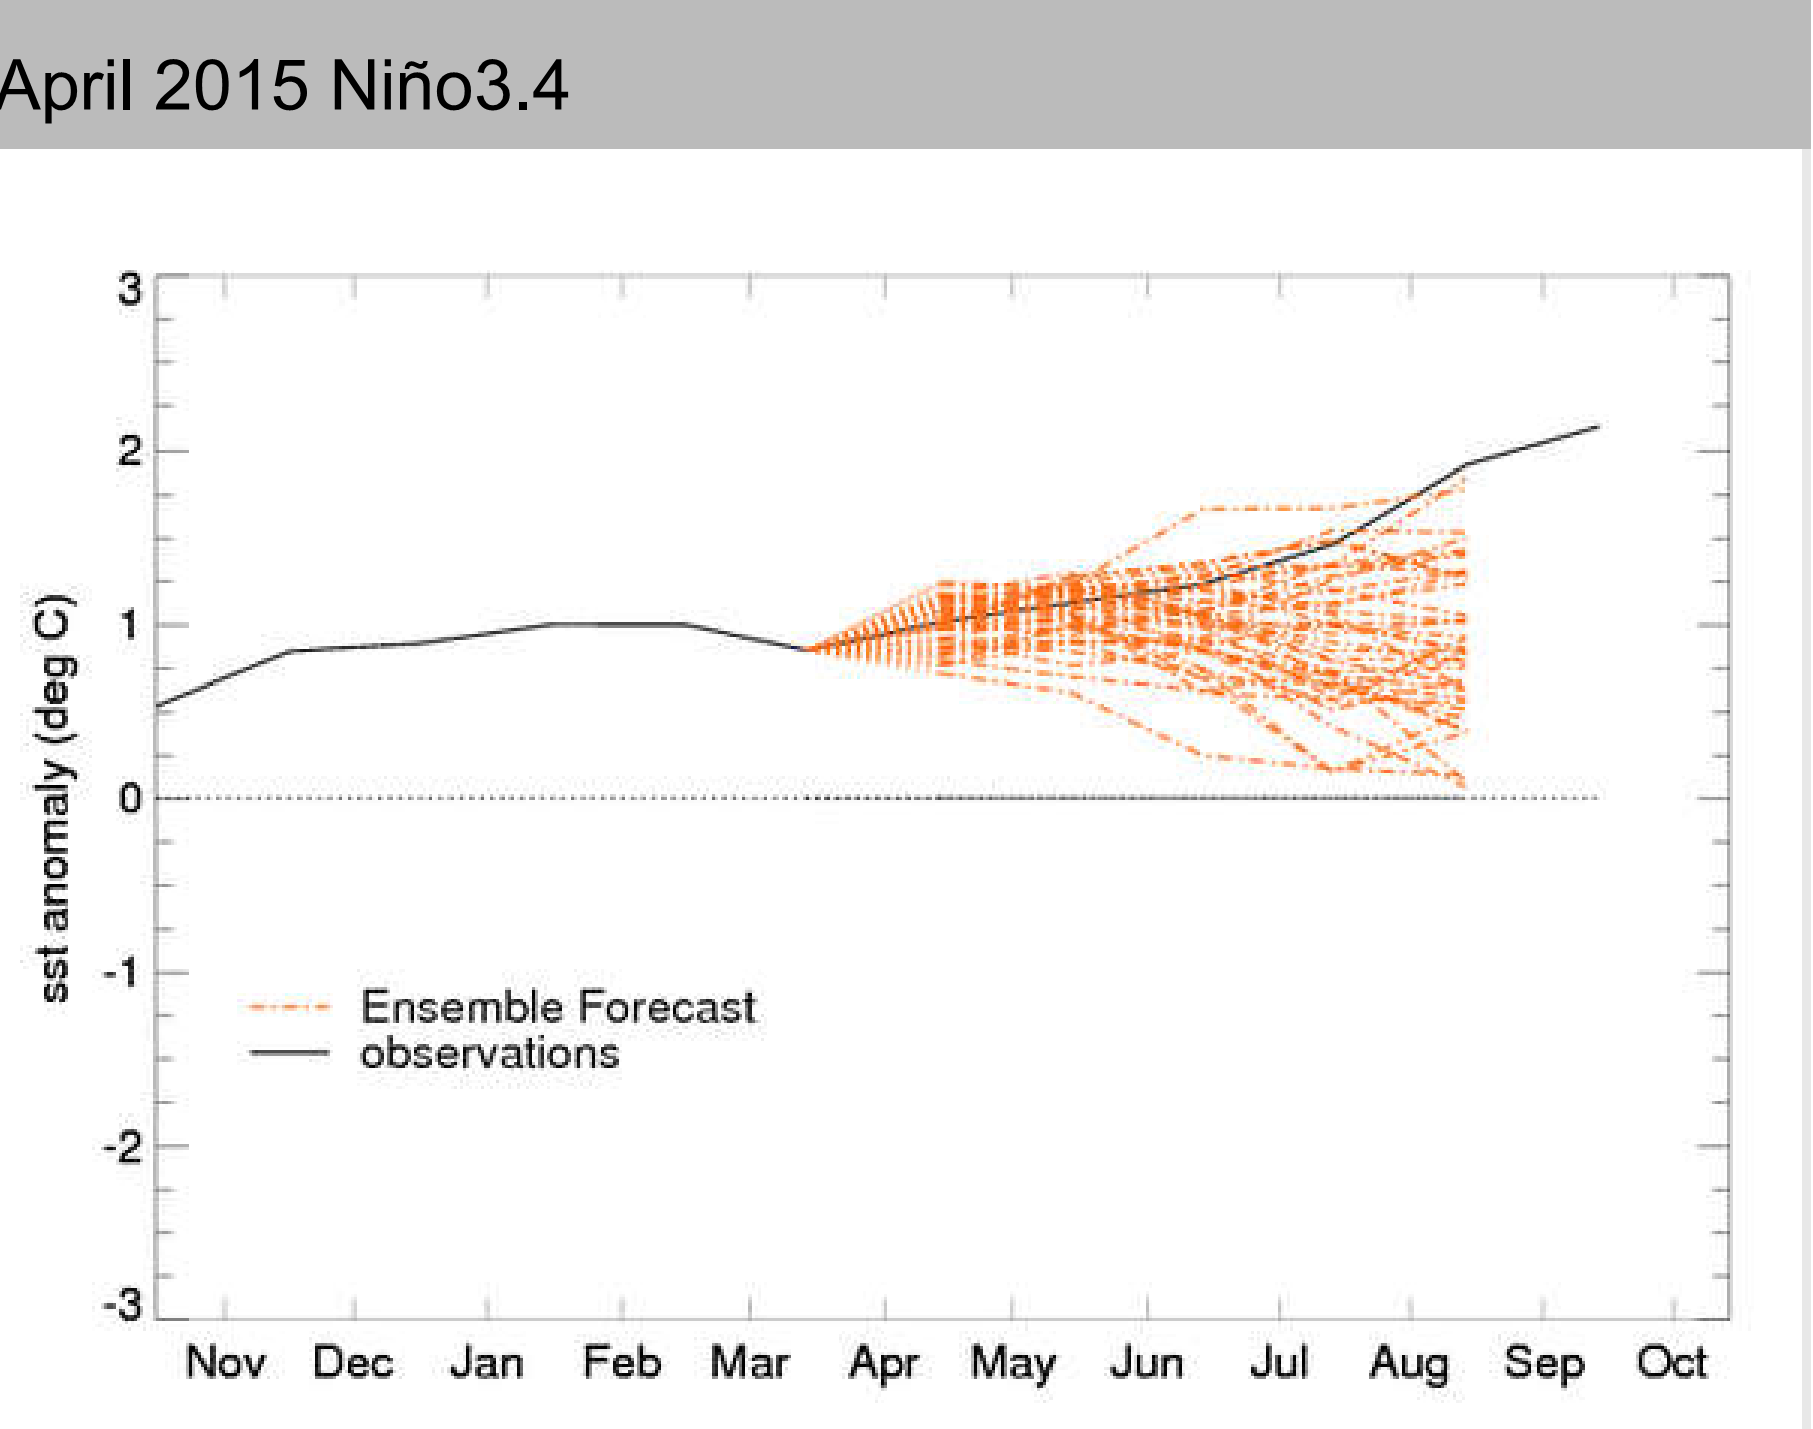 April 2015 Niño3.4
3
2
1
0
-1
-2
-3
sst anomaly (deg C)
Ensemble Forecast
observations
Nov Dec Jan Feb Mar Apr May Jun Jul Aug Sep Oct